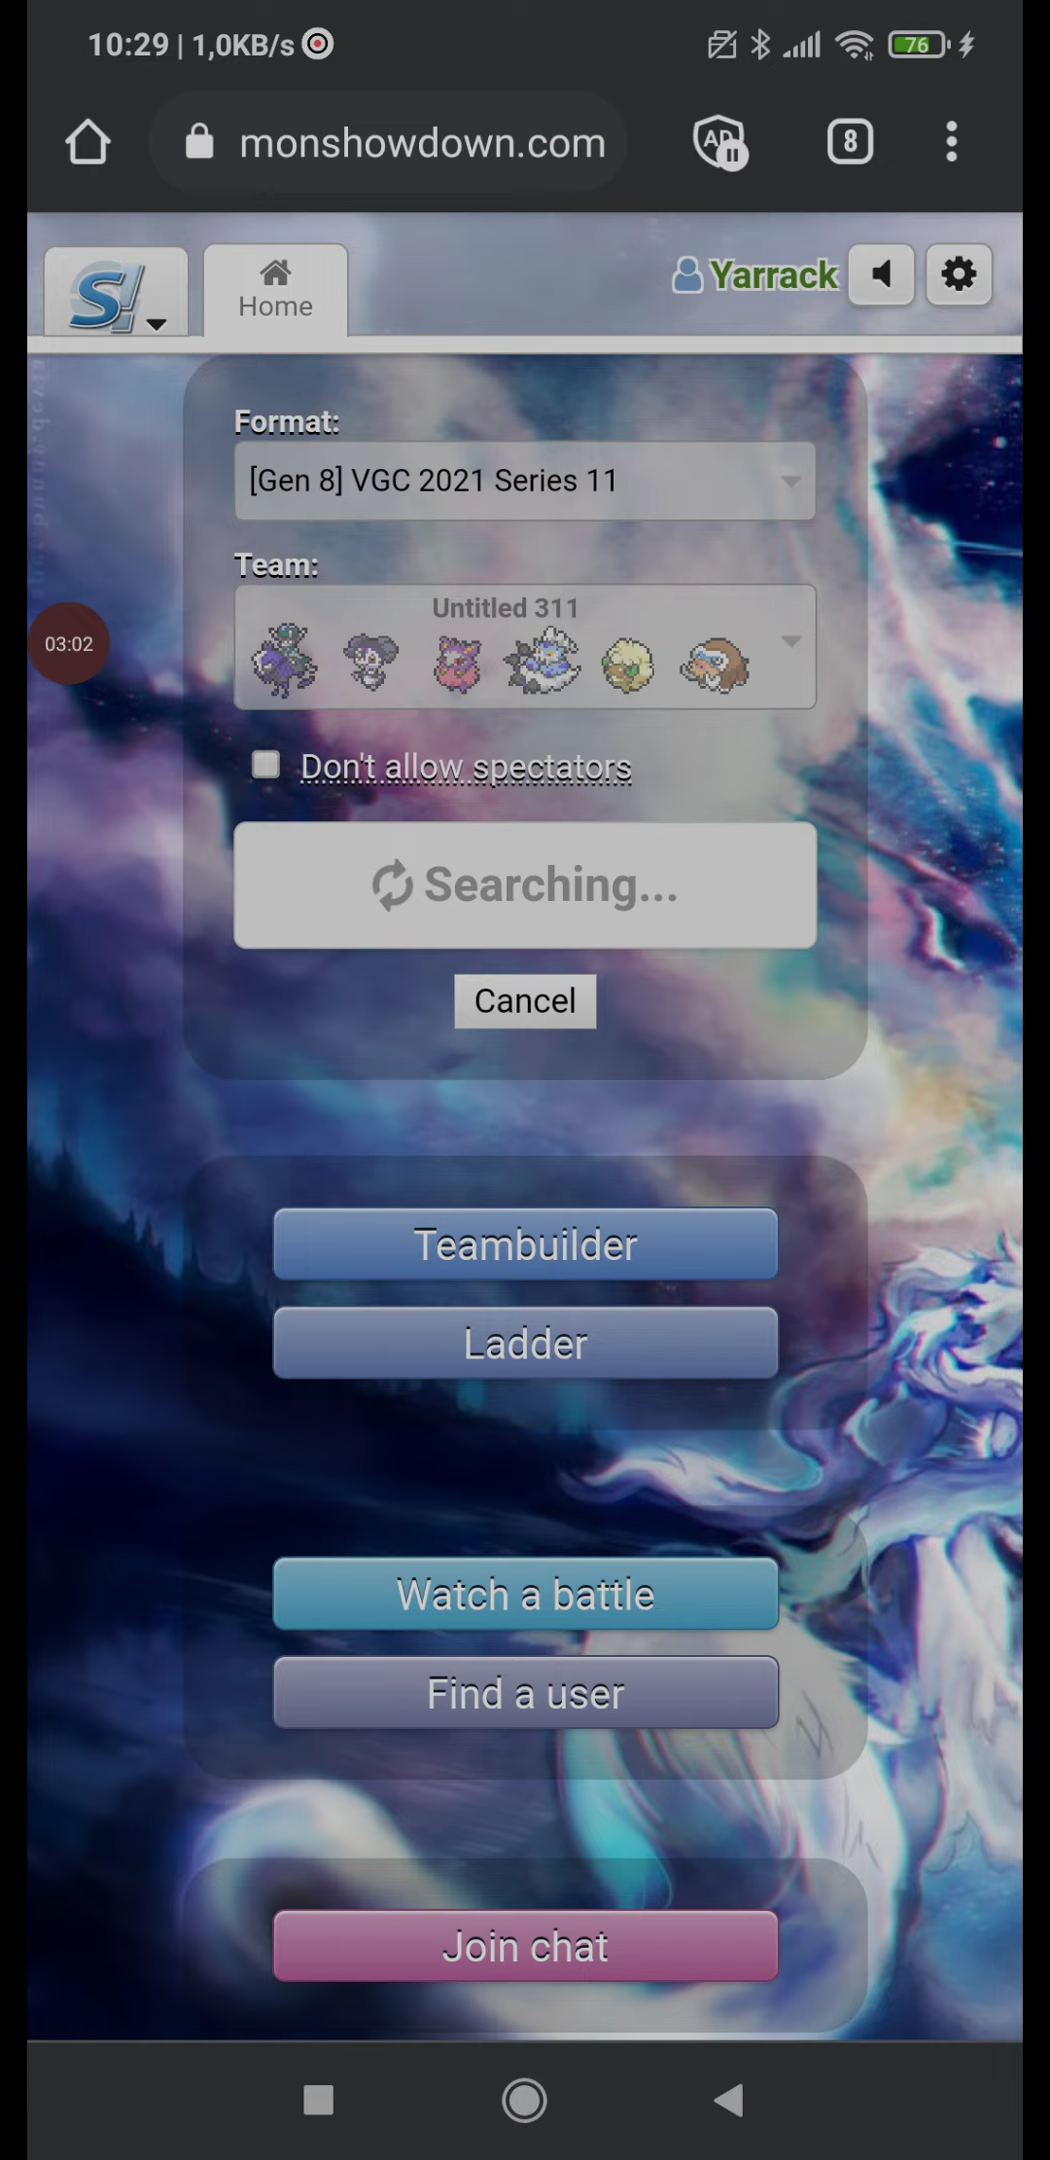 10:29 | 1,0KB/s
76
monshowdown.com
AD
8
S!
Home
Yarrack
Format:
[Gen 8] VGC 2021 Series 11
Team:
Untitled 311
03:02
Don't allow spectators
Searching...
Cancel
Teambuilder
Ladder
Watch a battle
Find a user
Join chat